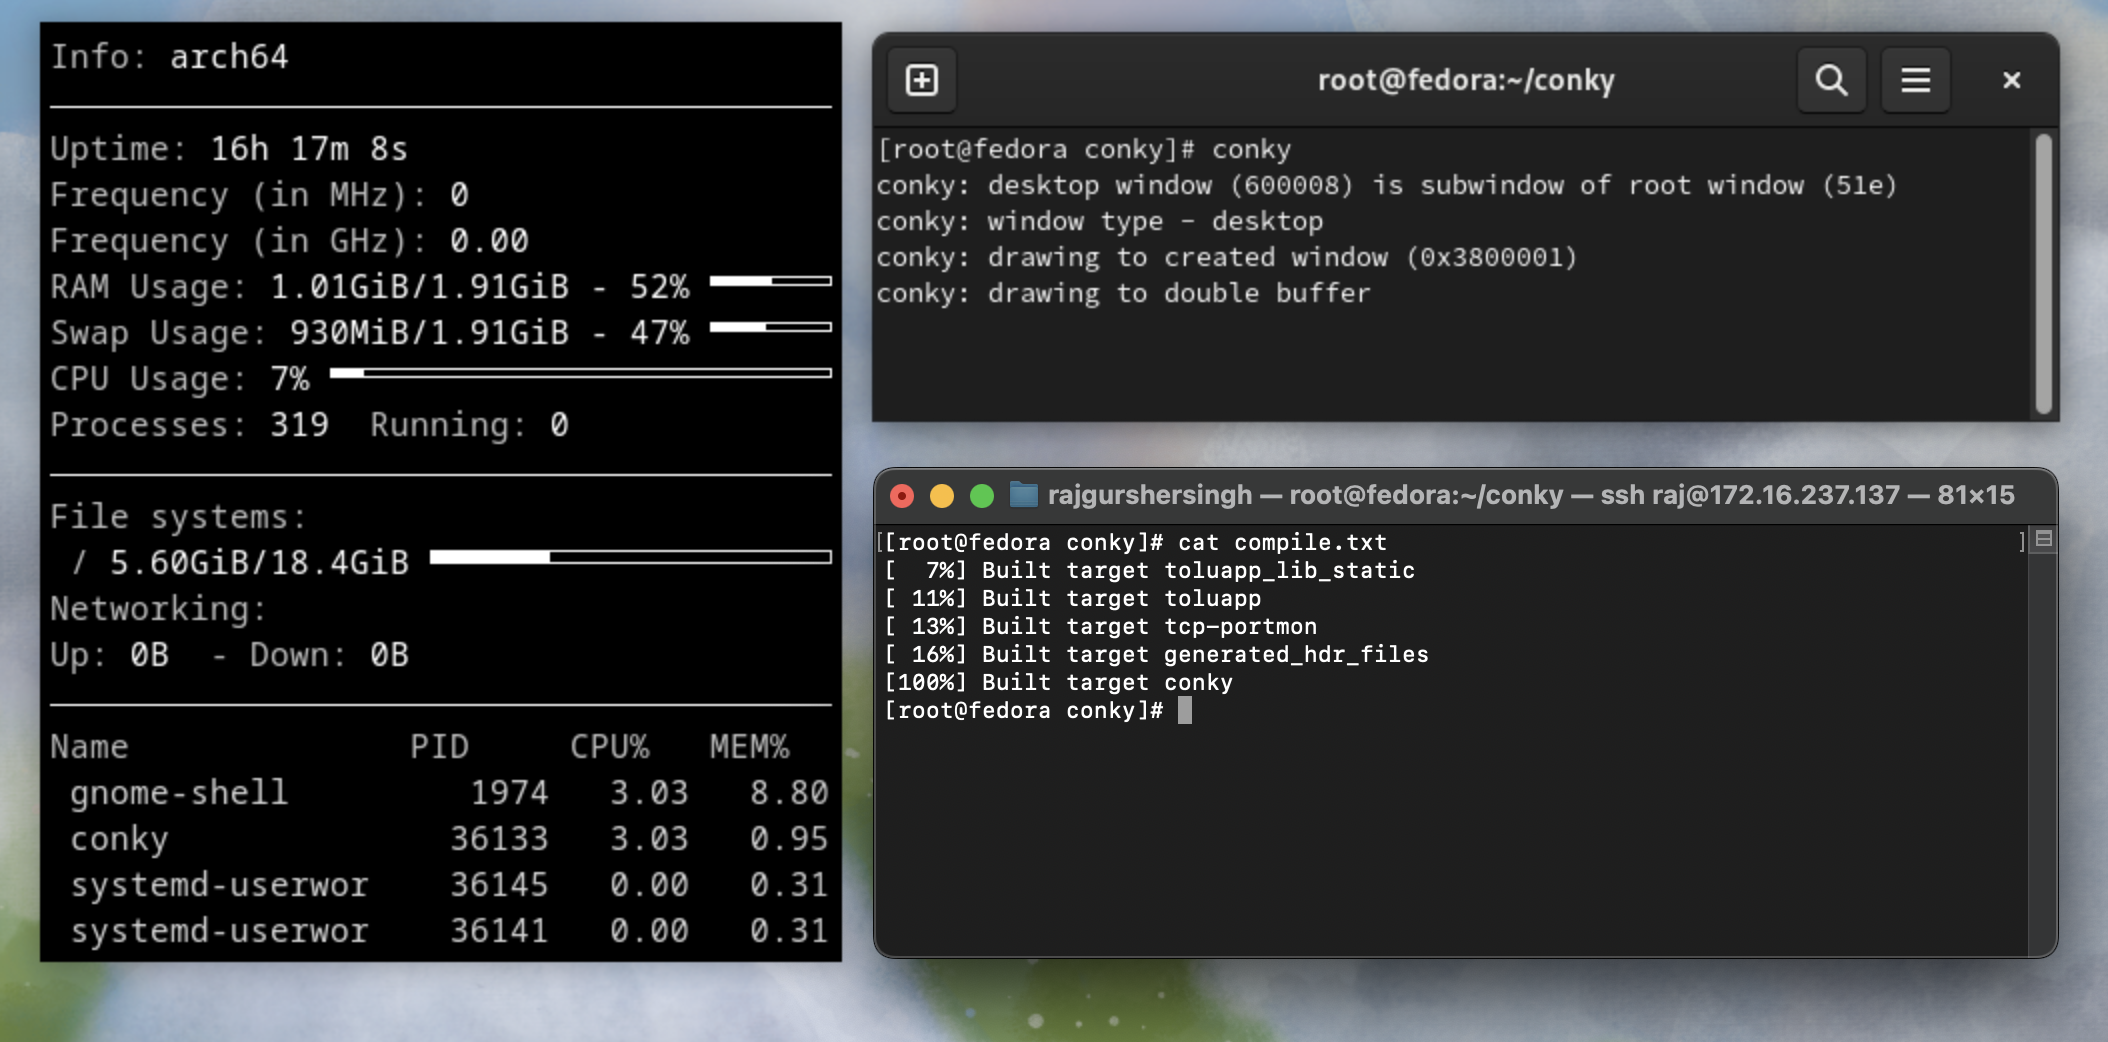 Info: arch64
Uptime: 16h 17m 8s
Frequency (in MHz): 0
Frequency (in GHz): 0.00
RAM Usage: 1.01GiB/1.91GiB - 52%
Swap Usage: 930MiB/1.91GiB - 47%
CPU Usage: 7%
Processes: 319 Running: 0
File systems:
/ 5.60GiB/18.4GiB
Networking:
Up: 0B - Down: 0B
Name PID CPU% MEM%
gnome-shell 1974 3.03 8.80
conky 36133 3.03 0.95
systemd-userwor 36145 0.00 0.31
systemd-userwor 36141 0.00 0.31
root@fedora:~/conky
[root@fedora conky]# conky
conky: desktop window (600008) is subwindow of root window (51e)
conky: window type - desktop
conky: drawing to created window (0x3800001)
conky: drawing to double buffer
rajgurshersingh — root@fedora:~/conky — ssh raj@172.16.237.137 — 81×15
[[root@fedora conky]# cat compile.txt ]
[  7%] Built target toluapp_lib_static
[ 11%] Built target toluapp
[ 13%] Built target tcp-portmon
[ 16%] Built target generated_hdr_files
[100%] Built target conky
[root@fedora conky]#